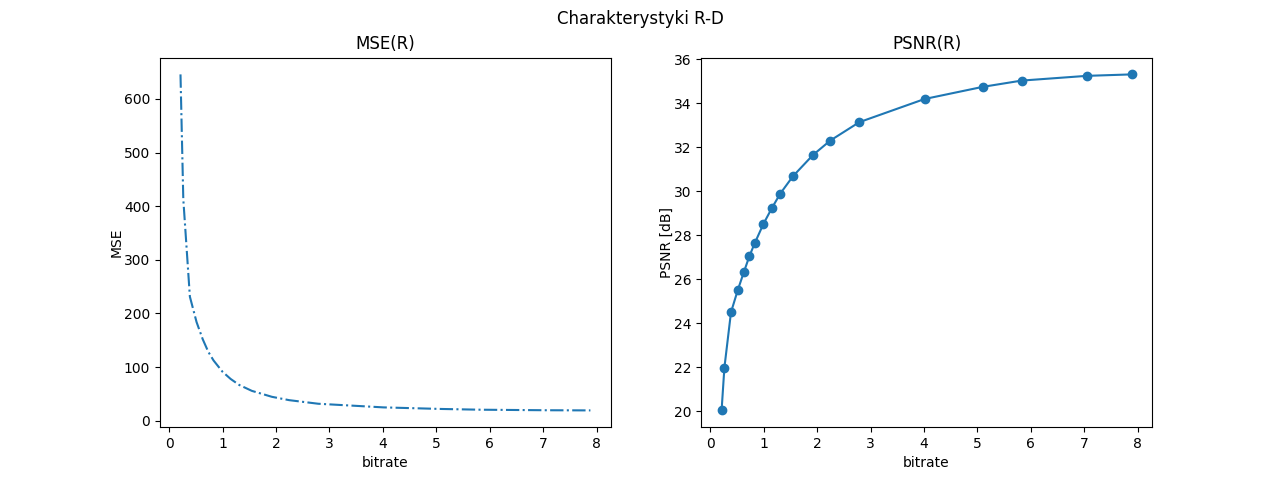 Charakterystyki R-D
MSE(R)
600
500
400
300
200
100
0
MSE
0 1 2 3 4 5 6 7 8
bitrate
PSNR(R)
36
34
32
30
28
26
24
22
20
PSNR [dB]
0 1 2 3 4 5 6 7 8
bitrate